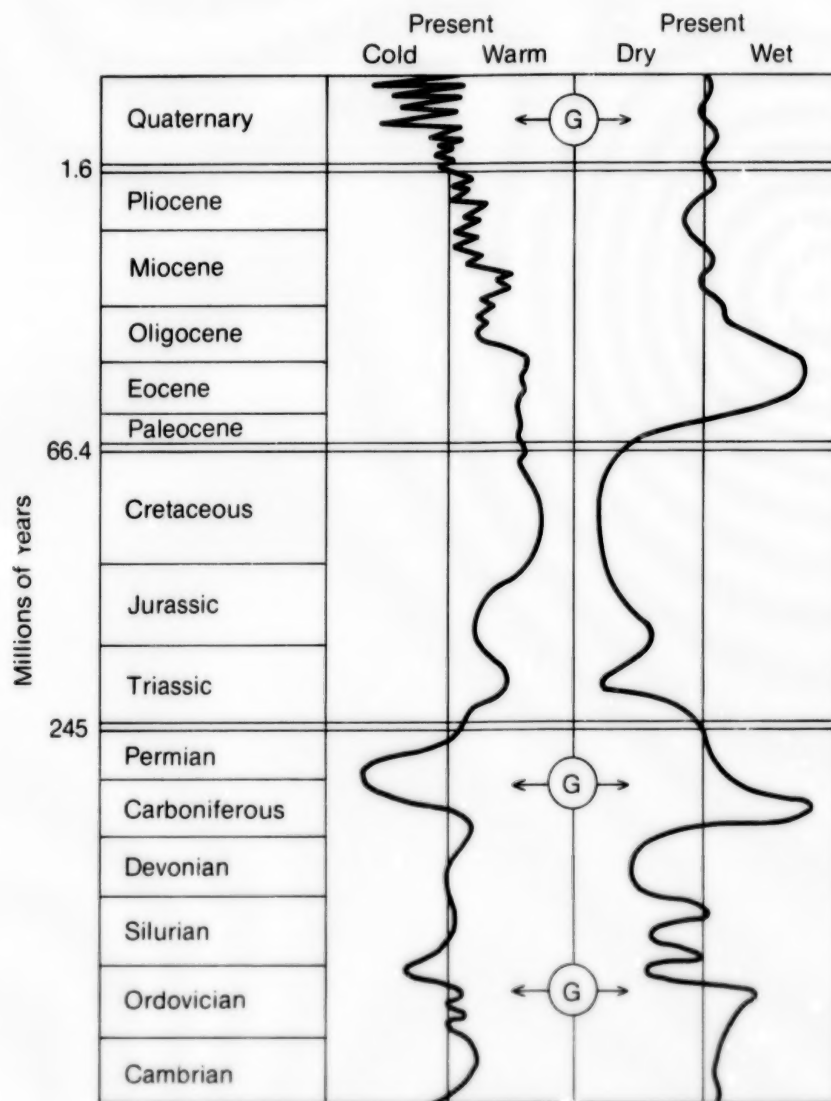 Present Present
Cold Warm Dry Wet
Quaternary
G
1.6
Pliocene
Miocene
Oligocene
Eocene
Paleocene
66.4
Cretaceous
Jurassic
Triassic
245
Permian
G
Carboniferous
Devonian
Silurian
G
Ordovician
Cambrian
Millions of Years